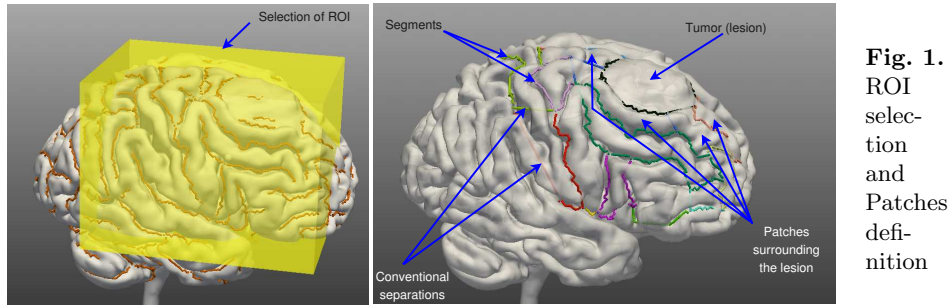 Selection of ROI
Segments
Tumor (lesion)
Conventional
separations
Patches
surrounding
the lesion
Fig. 1.
ROI
selec-
tion
and
Patches
defi-
nition